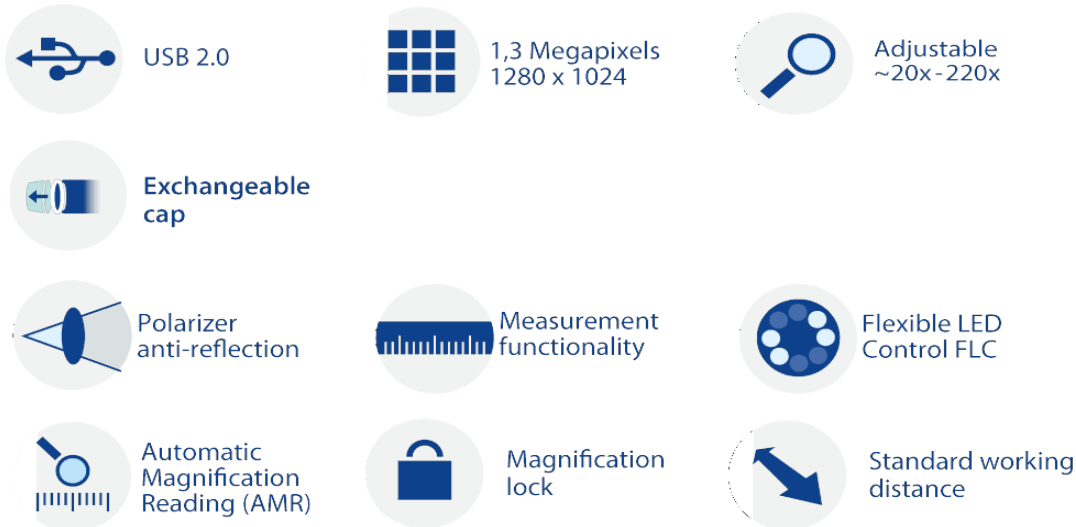 USB 2.0
1,3 Megapixels
1280 x 1024
Adjustable
~20x-220x
Exchangeable
cap
Polarizer
anti-reflection
Measurement
functionality
Flexible LED
Control FLC
Automatic
Magnification
Reading (AMR)
Magnification
lock
Standard working
distance